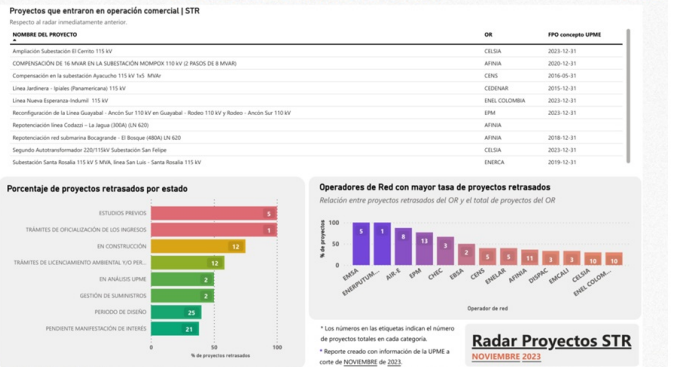 Proyectos que entraron en operación comercial | STR
Respecto al radar inmediatamente anterior.
NOMBRE DEL PROYECTO OR FPO concepto UPME
Ampliación Subestación El Cerrito 115 kV CELSIA 2023-12-31
COMPENSACIÓN DE 16 MVAR EN LA SUBESTACIÓN MOMPOX 110 kV (2 PASOS DE 8 MVAR) AFINIA 2020-12-31
Compensación en la subestación Ayacucho 115 kV 1x5 MVAr CENS 2016-05-31
Línea Jardinera - Ipiales (Panamericana) 115 kV CEDENAR 2015-12-31
Línea Nueva Esperanza-Indumil 115 kV ENEL COLOMBIA 2023-12-31
Reconfiguración de la Línea Guayabal - Ancón Sur 110 kV en Guayabal - Rodeo 110 kV y Rodeo - Ancón Sur 110 kV EPM 2023-12-31
Repotenciación línea Codazzi – La Jagua (300A) (LN 620) AFINIA
Repotenciación red submarina Bocagrande - El Bosque (480A) LN 620 AFINIA 2018-12-31
Segundo Autotransformador 220/115kV Subestación San Felipe CELSIA 2023-12-31
Subestación Santa Rosalia 115 kV 5 MVA, línea San Luis - Santa Rosalia 115 kV ENERCA 2019-12-31
Porcentaje de proyectos retrasados por estado
ESTUDIOS PREVIOS 5
TRÁMITES DE OFICIALIZACIÓN DE LOS INGRESOS 1
EN CONSTRUCCIÓN 12
TRÁMITES DE LICENCIAMIENTO AMBIENTAL Y/O PER... 12
EN ANÁLISIS UPME 2
GESTIÓN DE SUMINISTROS 2
PERIODO DE DISEÑO 25
PENDIENTE MANIFESTACIÓN DE INTERÉS 21
0 50 100
% de proyectos retrasados
Operadores de Red con mayor tasa de proyectos retrasados
Relación entre proyectos retrasados del OR y el total de proyectos del OR
% de proyectos
100
50
0
5 1 8 13 3 2 5 5 11 3 3 10 10
EMSA ENERPUTUM... AIR-E EPM CHEC EBSA CENS ENELAR AFINIA DISPAC EMCALI CELSIA ENEL COLOM...
Operador de red
* Los números en las etiquetas indican el número
de proyectos totales en cada categoría.
* Reporte creado con información de la UPME a
corte de NOVIEMBRE de 2023.
Radar Proyectos STR
NOVIEMBRE 2023